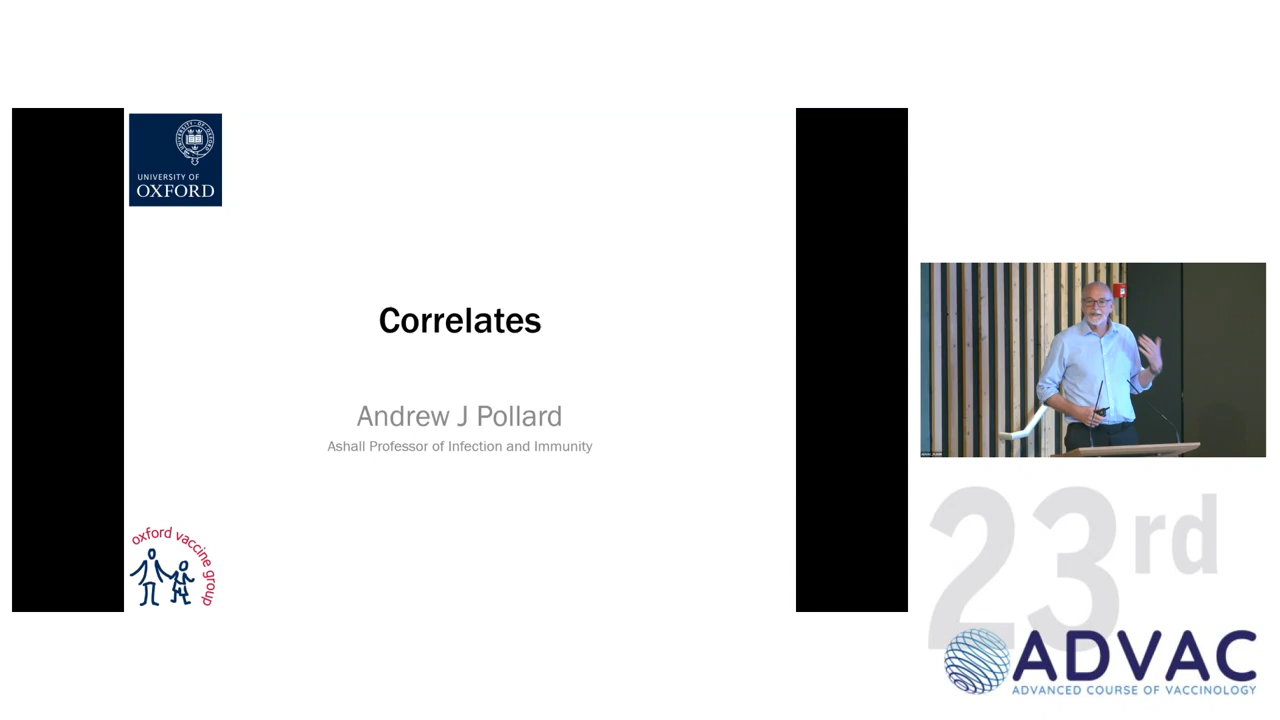 UNIVERSITY OF
OXFORD
Correlates
Andrew J Pollard
Ashall Professor of Infection and Immunity
oxford vaccine group
23rd
ADVAC
ADVANCED COURSE OF VACCINOLOGY